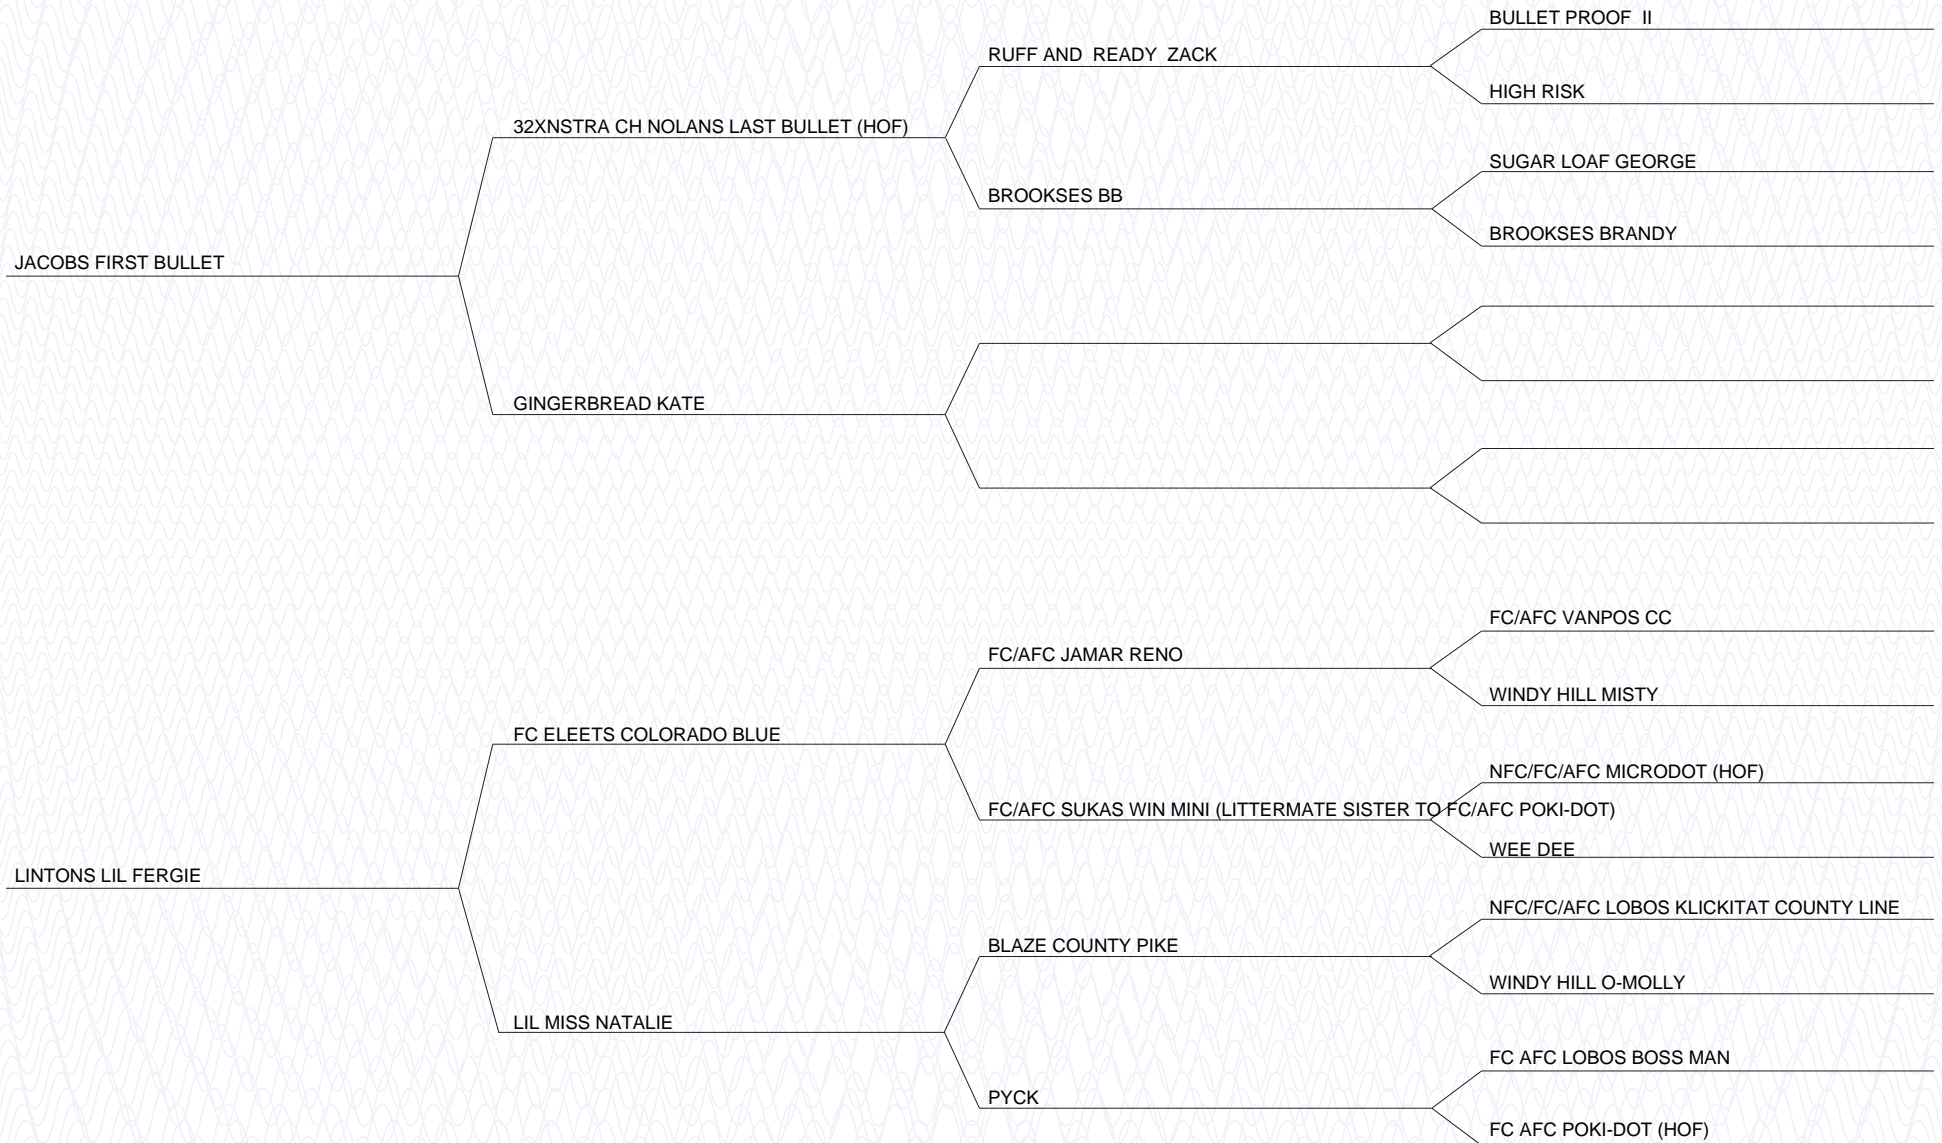 BULLET PROOF  II
RUFF AND  READY  ZACK
HIGH RISK
32XNSTRA CH NOLANS LAST BULLET (HOF)
SUGAR LOAF GEORGE
BROOKSES BB
BROOKSES BRANDY
JACOBS FIRST BULLET
GINGERBREAD KATE
FC/AFC VANPOS CC
FC/AFC JAMAR RENO
WINDY HILL MISTY
FC ELEETS COLORADO BLUE
NFC/FC/AFC MICRODOT (HOF)
FC/AFC SUKAS WIN MINI (LITTERMATE SISTER TO FC/AFC POKI-DOT)
WEE DEE
LINTONS LIL FERGIE
NFC/FC/AFC LOBOS KLICKITAT COUNTY LINE
BLAZE COUNTY PIKE
WINDY HILL O-MOLLY
LIL MISS NATALIE
FC AFC LOBOS BOSS MAN
PYCK
FC AFC POKI-DOT (HOF)